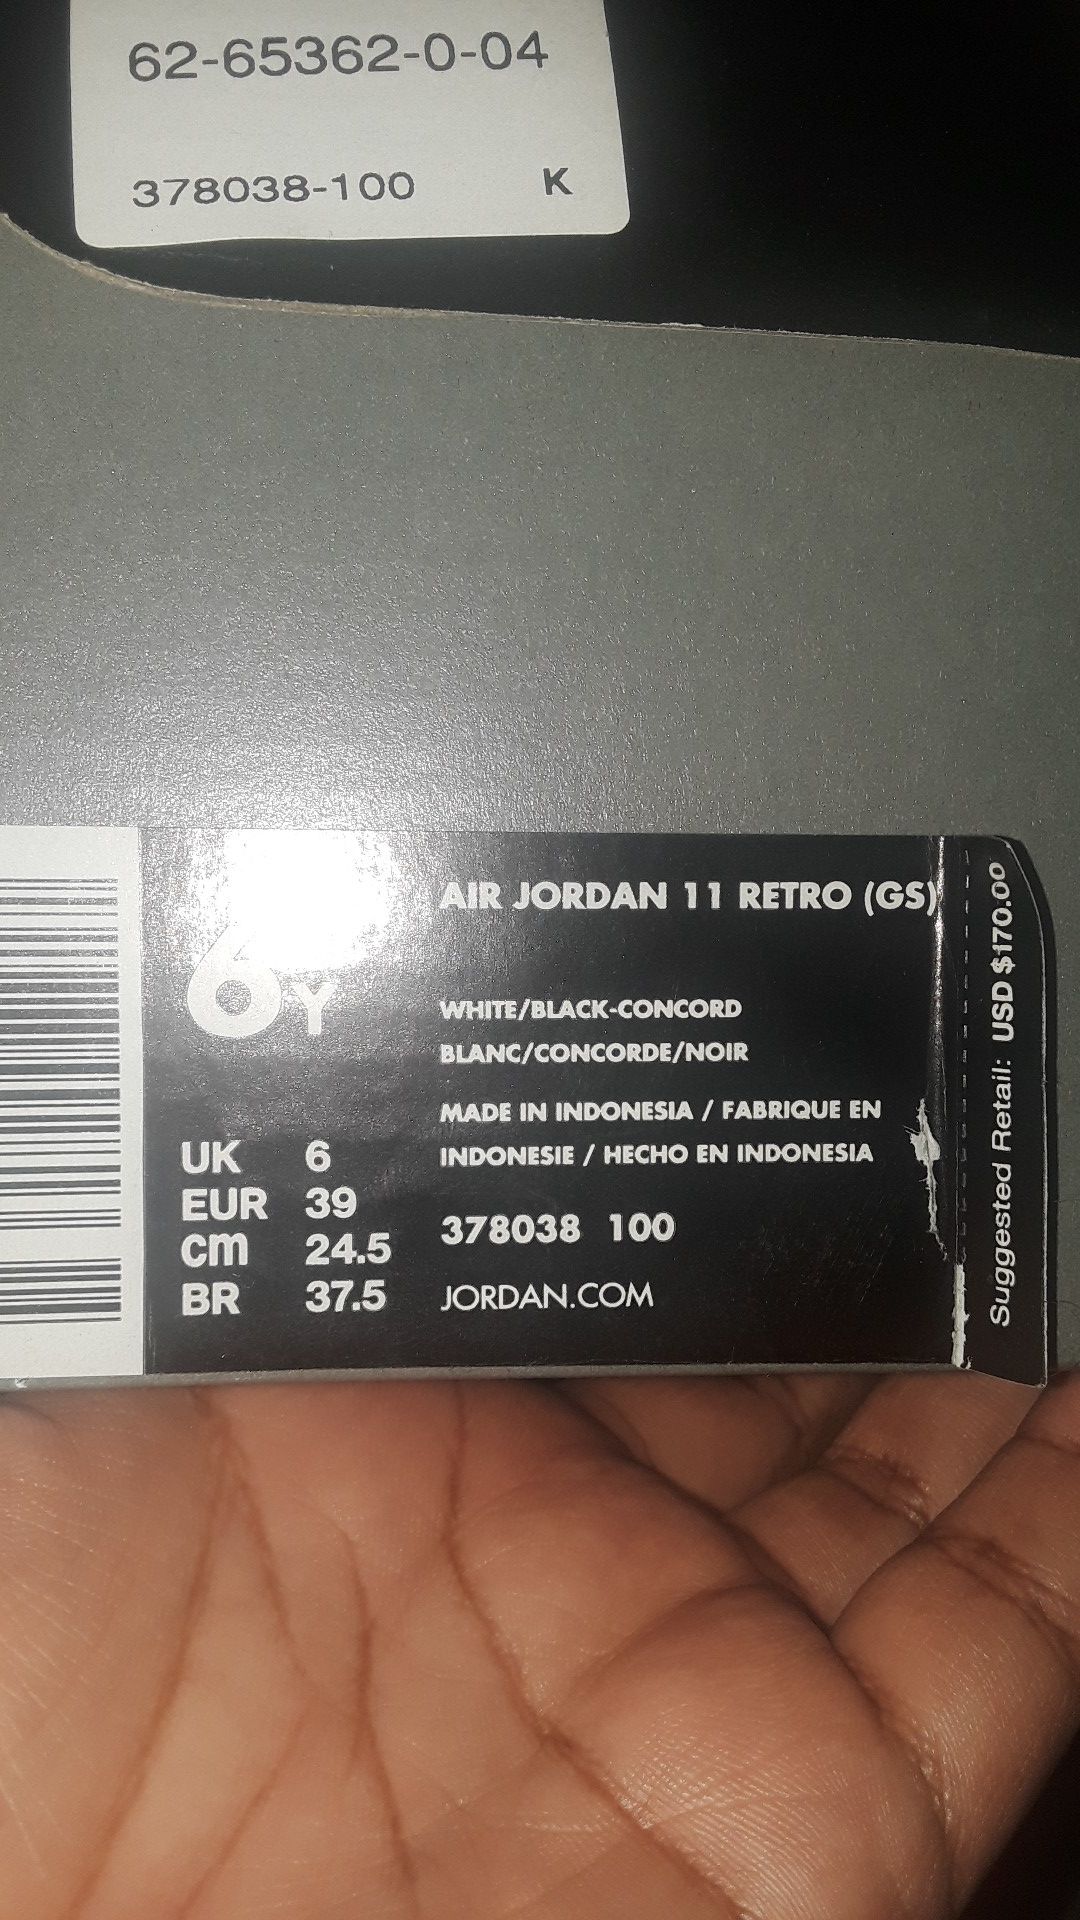 62-65362-0-04
378038-100 K
6Y
UK 6
EUR 39
cm 24.5
BR 37.5
AIR JORDAN 11 RETRO (GS)
WHITE/BLACK-CONCORD
BLANC/CONCORDE/NOIR
MADE IN INDONESIA / FABRIQUE EN
INDONESIE / HECHO EN INDONESIA
378038 100
JORDAN.COM
Suggested Retail: USD $170.00